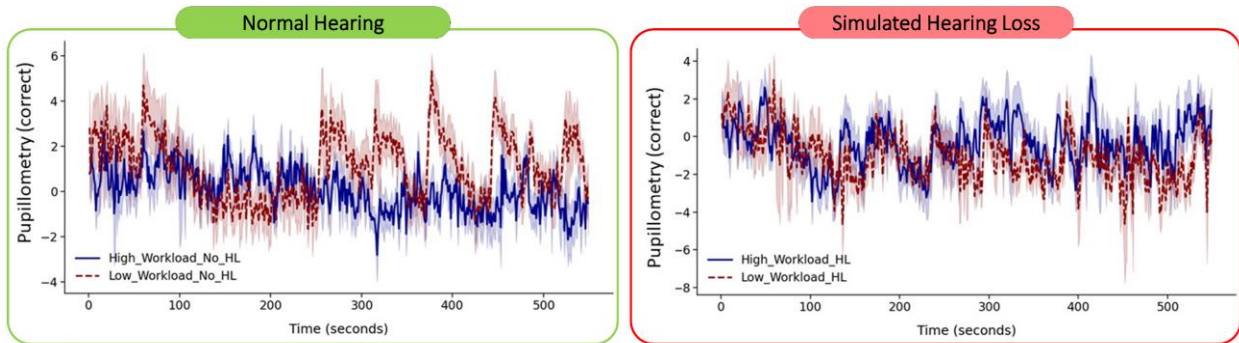 Normal Hearing
Pupillometry (correct)
6
4
2
0
−2
−4
High_Workload_No_HL
Low_Workload_No_HL
0 100 200 300 400 500
Time (seconds)
Simulated Hearing Loss
Pupillometry (correct)
4
2
0
−2
−4
−6
−8
High_Workload_HL
Low_Workload_HL
0 100 200 300 400 500
Time (seconds)